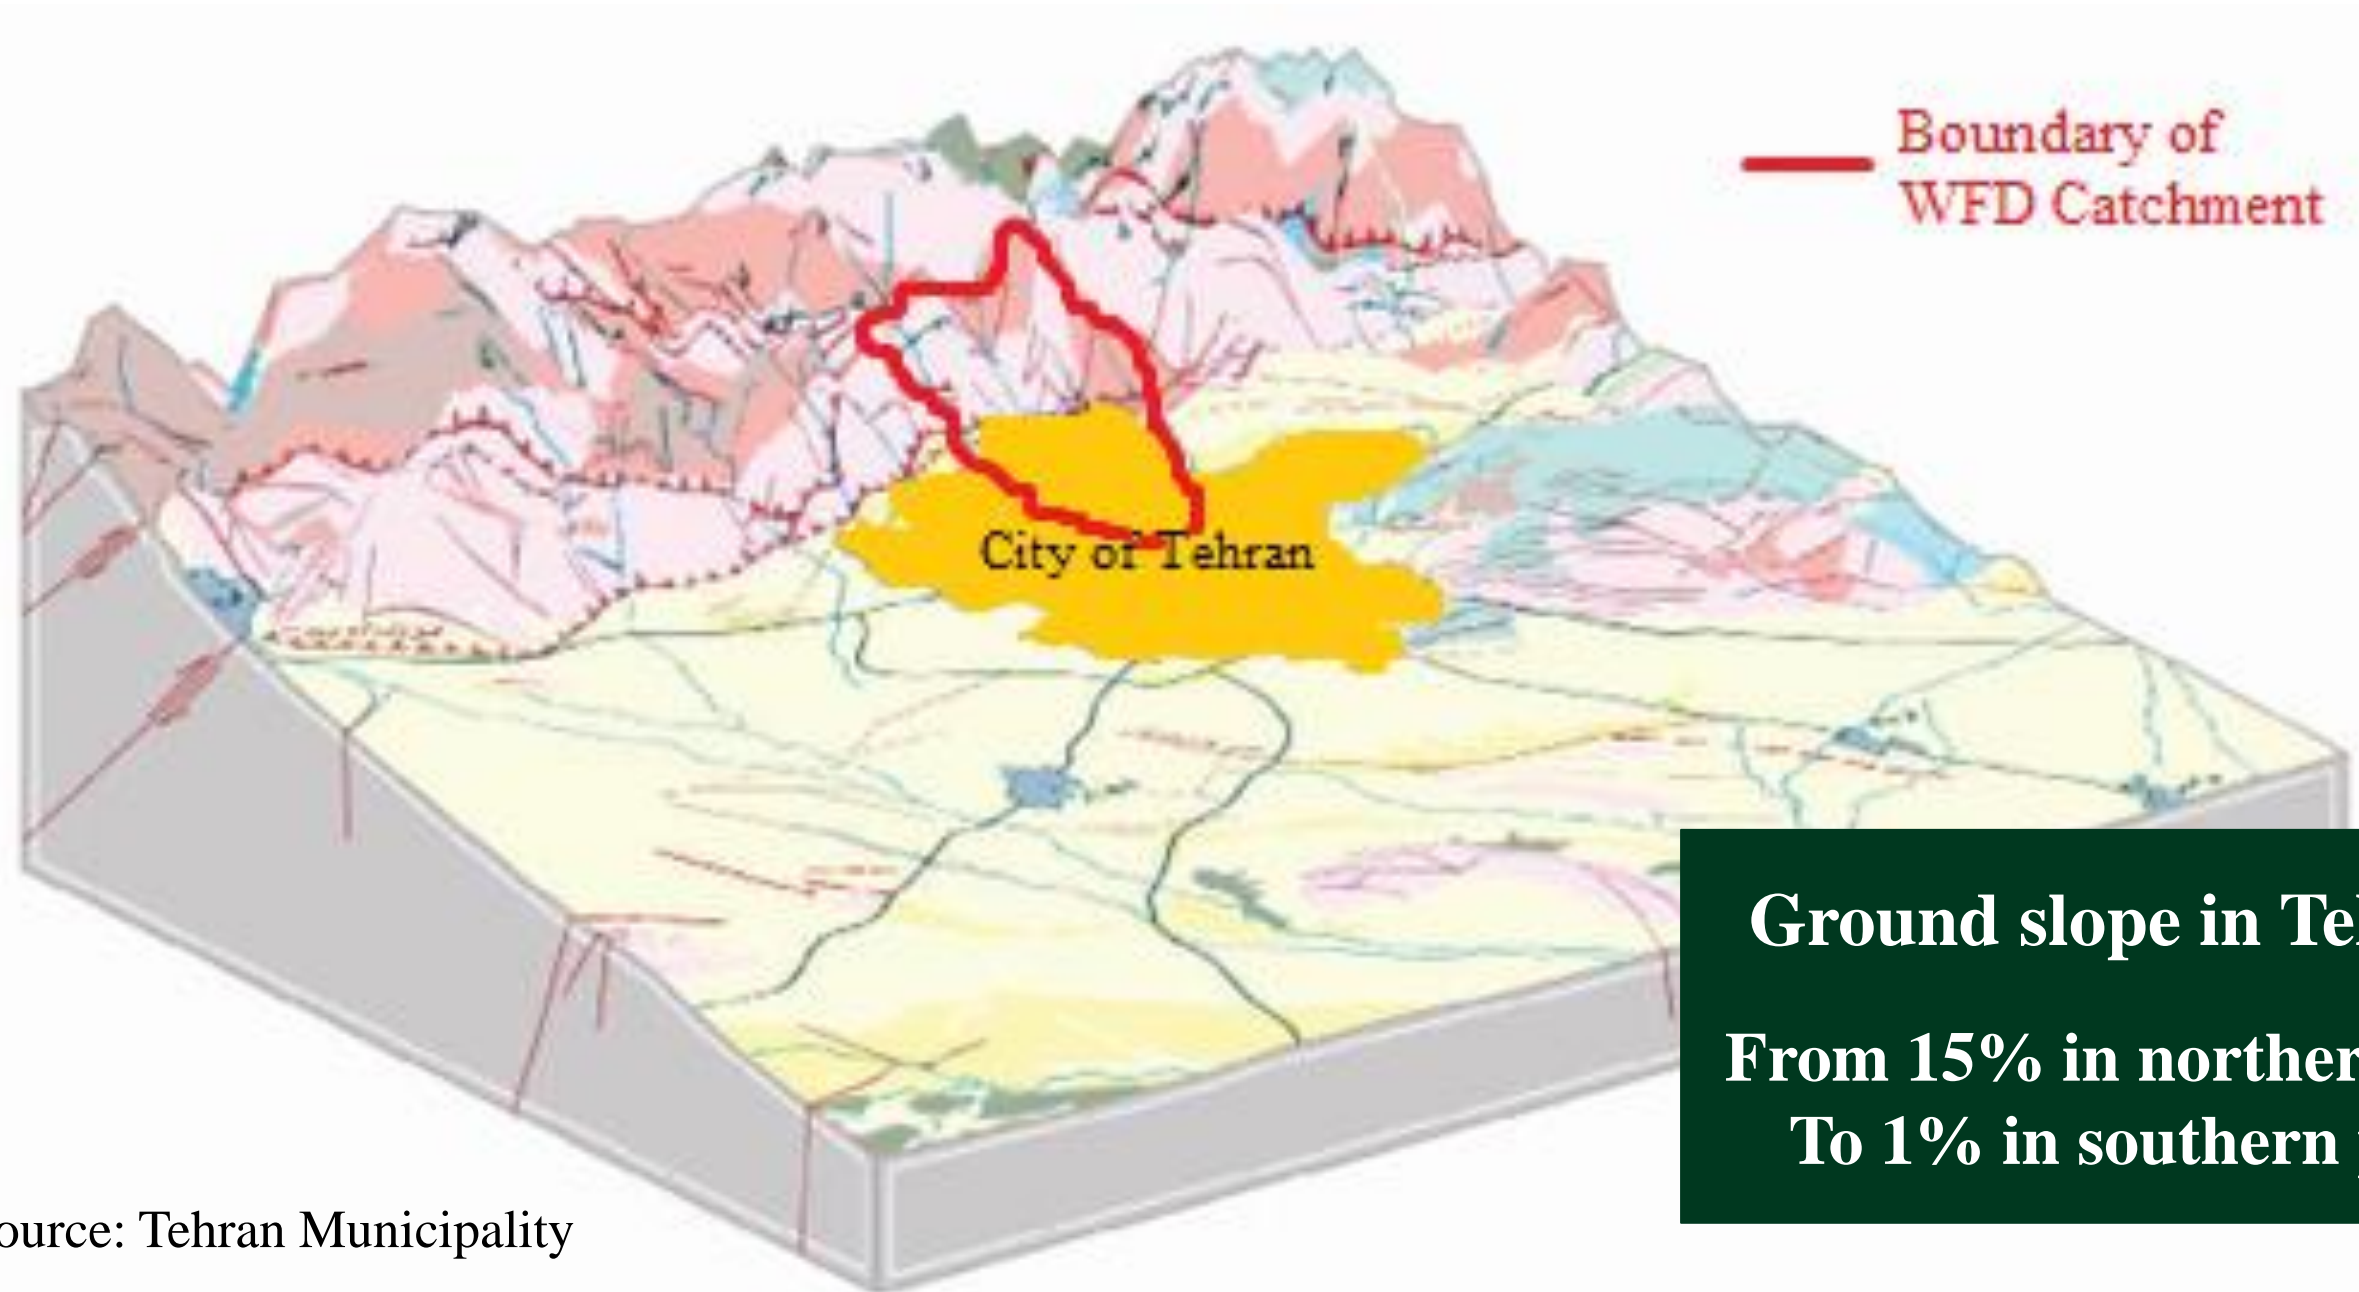 Boundary of
WFD Catchment
City of Tehran
Ground slope in Teh
From 15% in norther
To 1% in southern
ource: Tehran Municipality